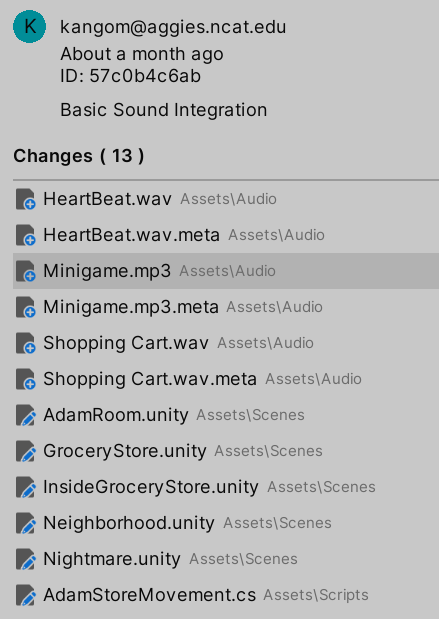 K
kangom@aggies.ncat.edu
About a month ago
ID: 57c0b4c6ab
Basic Sound Integration
Changes ( 13 )
HeartBeat.wav Assets\Audio
HeartBeat.wav.meta Assets\Audio
Minigame.mp3 Assets\Audio
Minigame.mp3.meta Assets\Audio
Shopping Cart.wav Assets\Audio
Shopping Cart.wav.meta Assets\Audio
AdamRoom.unity Assets\Scenes
GroceryStore.unity Assets\Scenes
InsideGroceryStore.unity Assets\Scenes
Neighborhood.unity Assets\Scenes
Nightmare.unity Assets\Scenes
AdamStoreMovement.cs Assets\Scripts